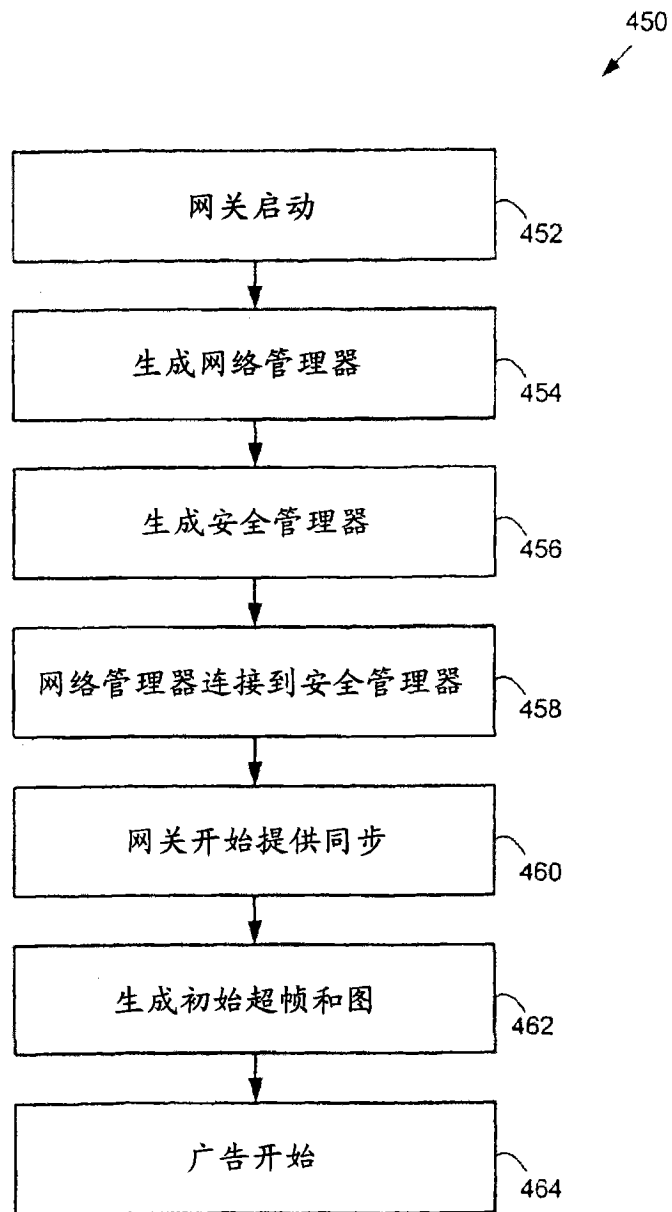 450
网关启动
452
生成网络管理器
454
生成安全管理器
456
网络管理器连接到安全管理器
458
网关开始提供同步
460
生成初始超帧和图
462
广告开始
464